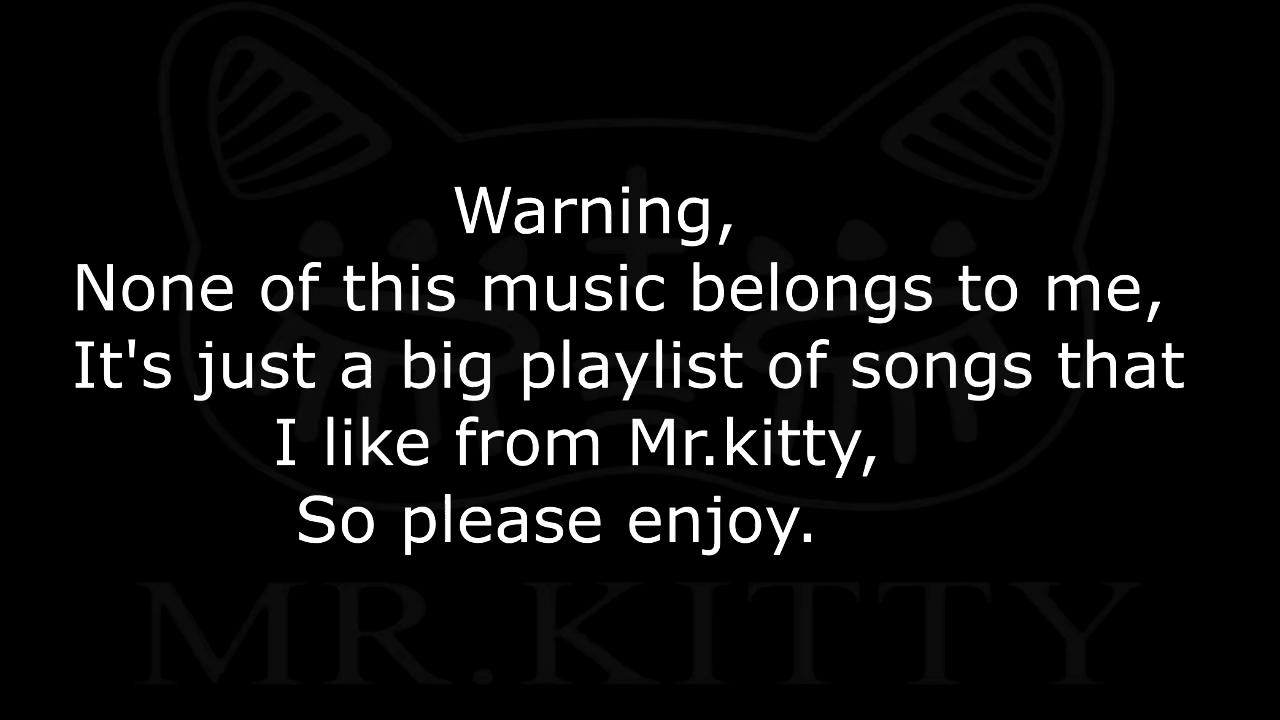 Warning,
None of this music belongs to me,
It's just a big playlist of songs that
I like from Mr.kitty,
So please enjoy.
MR.KITTY